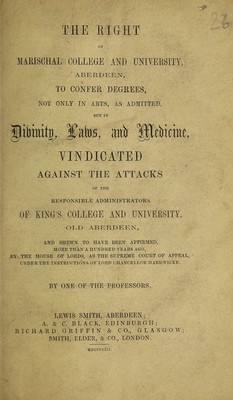 26
THE RIGHT
OF
MARISCHAL COLLEGE AND UNIVERSITY,
ABERDEEN,
TO CONFER DEGREES,
NOT ONLY IN ARTS, AS ADMITTED,
BUT IN
Divinity, Laws, and Medicine,
VINDICATED
AGAINST THE ATTACKS
OF THE
RESPONSIBLE ADMINISTRATORS
OF KING'S COLLEGE AND UNIVERSITY,
OLD ABERDEEN,
AND SHEWN TO HAVE BEEN AFFIRMED,
MORE THAN A HUNDRED YEARS AGO,
BY THE HOUSE OF LORDS, AS THE SUPREME COURT OF APPEAL,
UNDER THE INSTRUCTIONS OF LORD CHANCELLOR HARDWICKE.
BY ONE OF THE PROFESSORS.
LEWIS SMITH, ABERDEEN;
A. & C. BLACK, EDINBURGH;
RICHARD GRIFFIN & CO., GLASGOW;
SMITH, ELDER, & CO., LONDON.